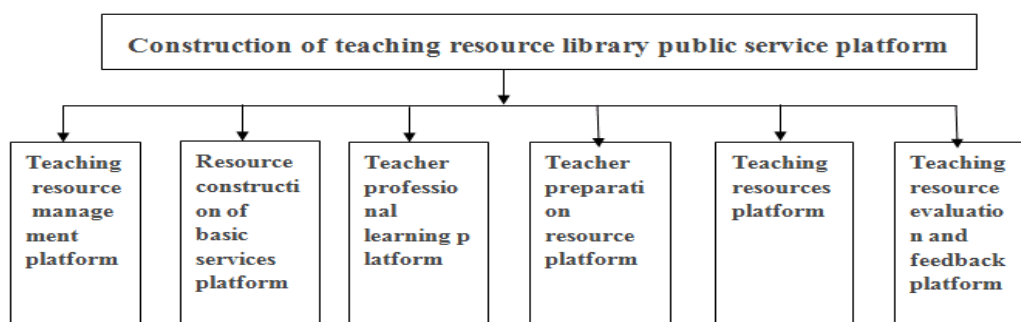 Construction of teaching resource library public service platform
Teaching
resource
manage
ment
platform
Resource
constructi
on of
basic
services
platform
Teacher
professio
nal
learning p
latform
Teacher
preparati
on
resource
platform
Teaching
resources
platform
Teaching
resource
evaluatio
n and
feedback
platform